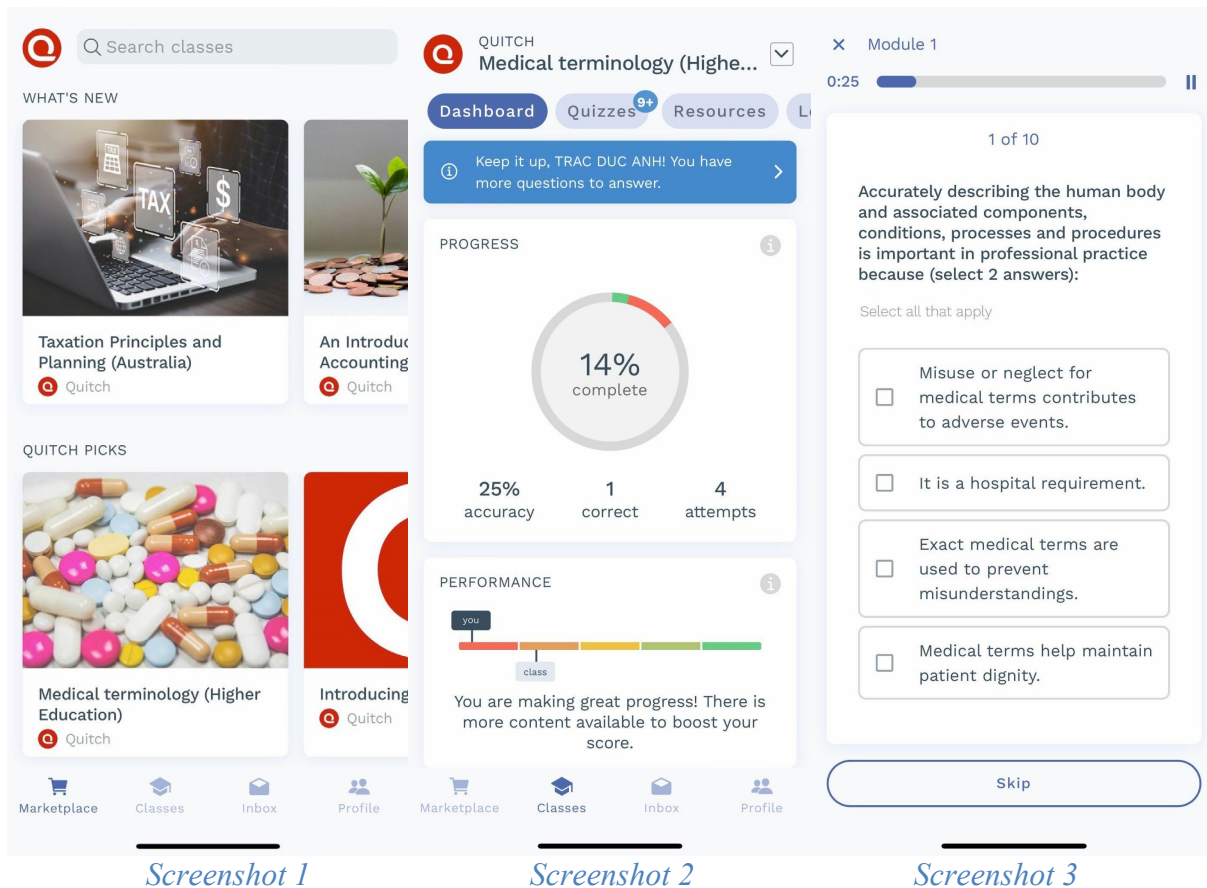 Search classes
WHAT'S NEW
TAX
$
Taxation Principles and
Planning (Australia)
Quitch
An Introduc
Accounting
Quitch
QUITCH PICKS
Medical terminology (Higher
Education)
Quitch
Introducing
Quitch
Marketplace
Classes
Inbox
Profile
Screenshot 1
QUITCH
Medical terminology (Highe...
Dashboard
Quizzes
9+
Resources
L
Keep it up, TRAC DUC ANH! You have
more questions to answer.
PROGRESS
14%
complete
25%
accuracy
1
correct
4
attempts
PERFORMANCE
you
class
You are making great progress! There is
more content available to boost your
score.
Marketplace
Classes
Inbox
Profile
Screenshot 2
Module 1
0:25
1 of 10
Accurately describing the human body
and associated components,
conditions, processes and procedures
is important in professional practice
because (select 2 answers):
Select all that apply
Misuse or neglect for
medical terms contributes
to adverse events.
It is a hospital requirement.
Exact medical terms are
used to prevent
misunderstandings.
Medical terms help maintain
patient dignity.
Skip
Screenshot 3